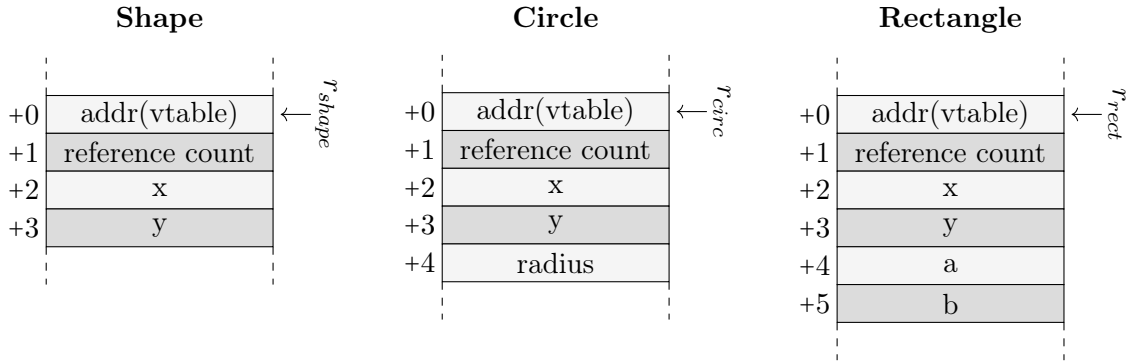 Shape
+0 addr(vtable) ← r_shape
+1 reference count
+2 x
+3 y
Circle
+0 addr(vtable) ← r_circ
+1 reference count
+2 x
+3 y
+4 radius
Rectangle
+0 addr(vtable) ← r_rect
+1 reference count
+2 x
+3 y
+4 a
+5 b